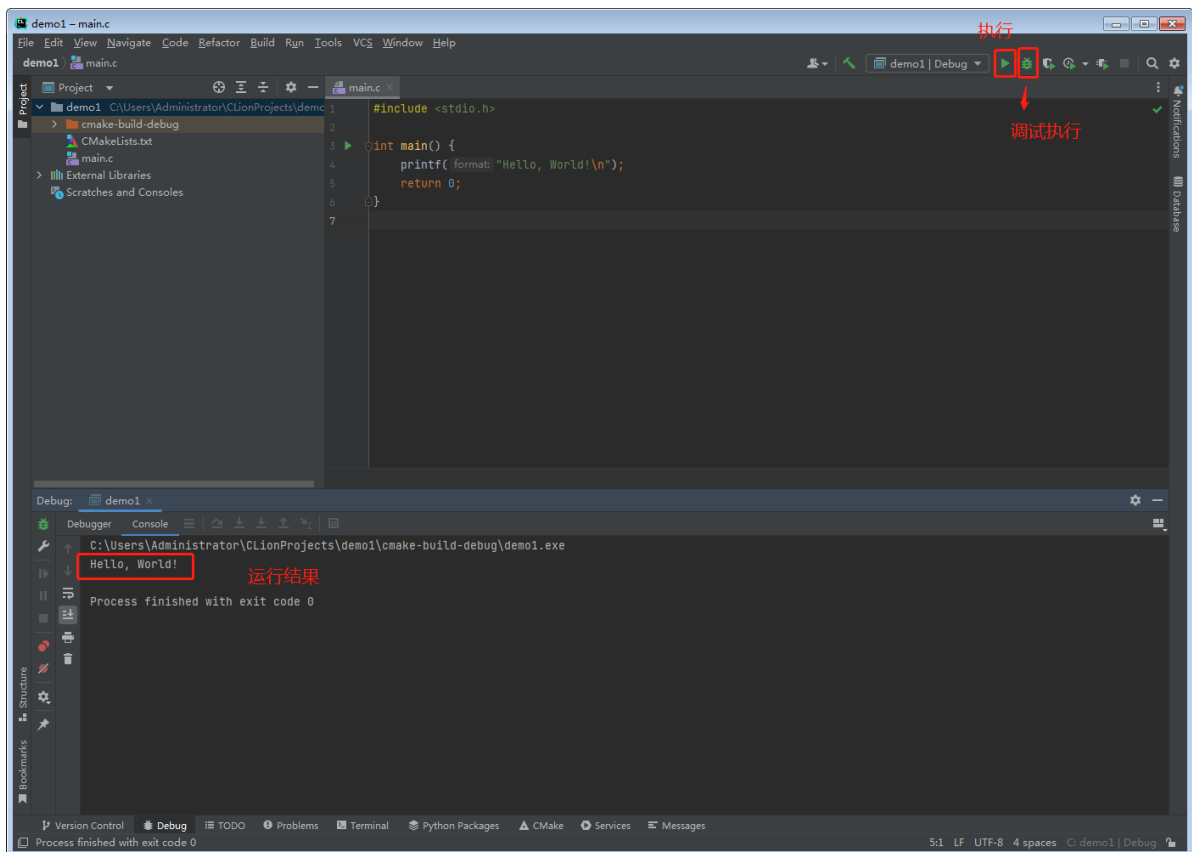 demo1 – main.c
File Edit View Navigate Code Refactor Build Run Tools VCS Window Help
执行
demo1 main.c
demo1 | Debug
调试执行
Project
Project
main.c
demo1 C:\Users\Administrator\CLionProjects\demo
cmake-build-debug
CMakeLists.txt
main.c
External Libraries
Scratches and Consoles
1 #include <stdio.h>
2
3 int main() {
4 printf( format: "Hello, World!\n");
5 return 0;
6 }
7
Notifications
Database
Debug: demo1
Debugger Console
C:\Users\Administrator\CLionProjects\demo1\cmake-build-debug\demo1.exe
Hello, World!
运行结果
Process finished with exit code 0
Structure
Bookmarks
Version Control Debug TODO Problems Terminal Python Packages CMake Services Messages
Process finished with exit code 0
5:1 LF UTF-8 4 spaces C: demo1 | Debug